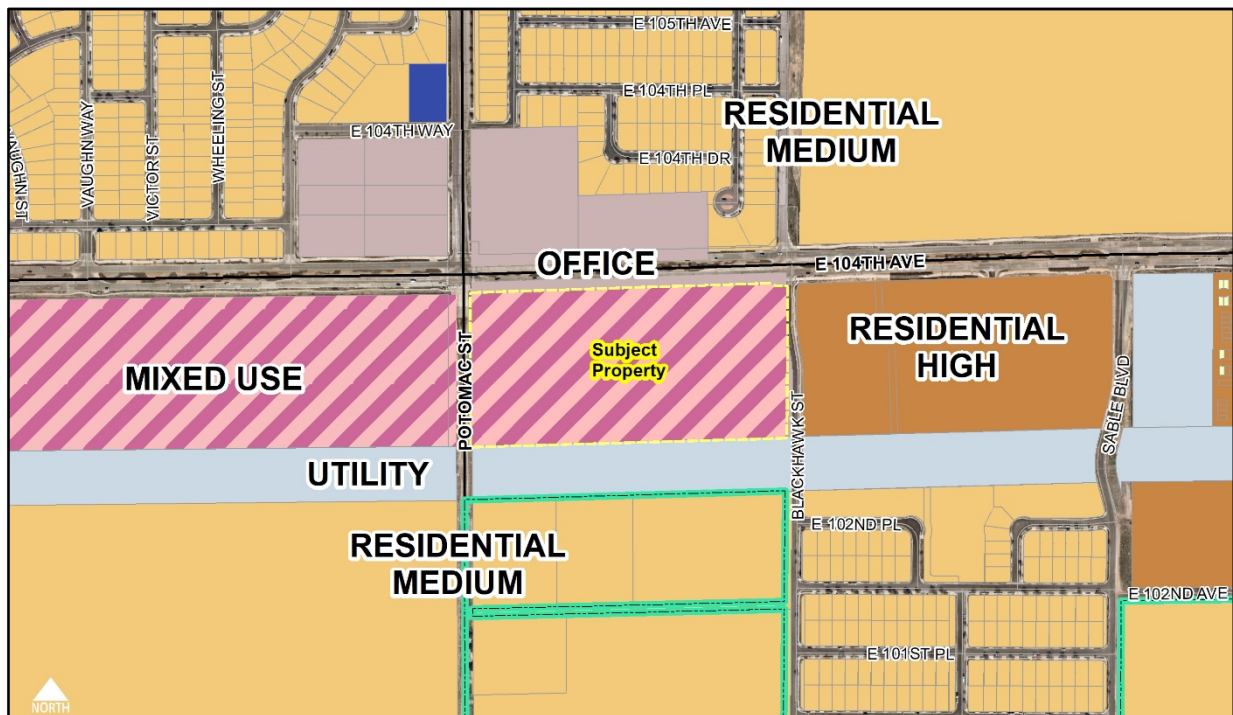 E 105TH AVE
E 104TH PL
RESIDENTIAL
MEDIUM
E 104TH WAY
E 104TH DR
VAUGHN ST
VAUGHN WAY
VICTOR ST
WHEELING ST
OFFICE
E 104TH AVE
MIXED USE
POTOMAC ST
Subject
Property
BLACKHAWK ST
RESIDENTIAL
HIGH
SABLE BLVD
UTILITY
RESIDENTIAL
MEDIUM
E 102ND PL
E 102ND AVE
E 101ST PL
NORTH